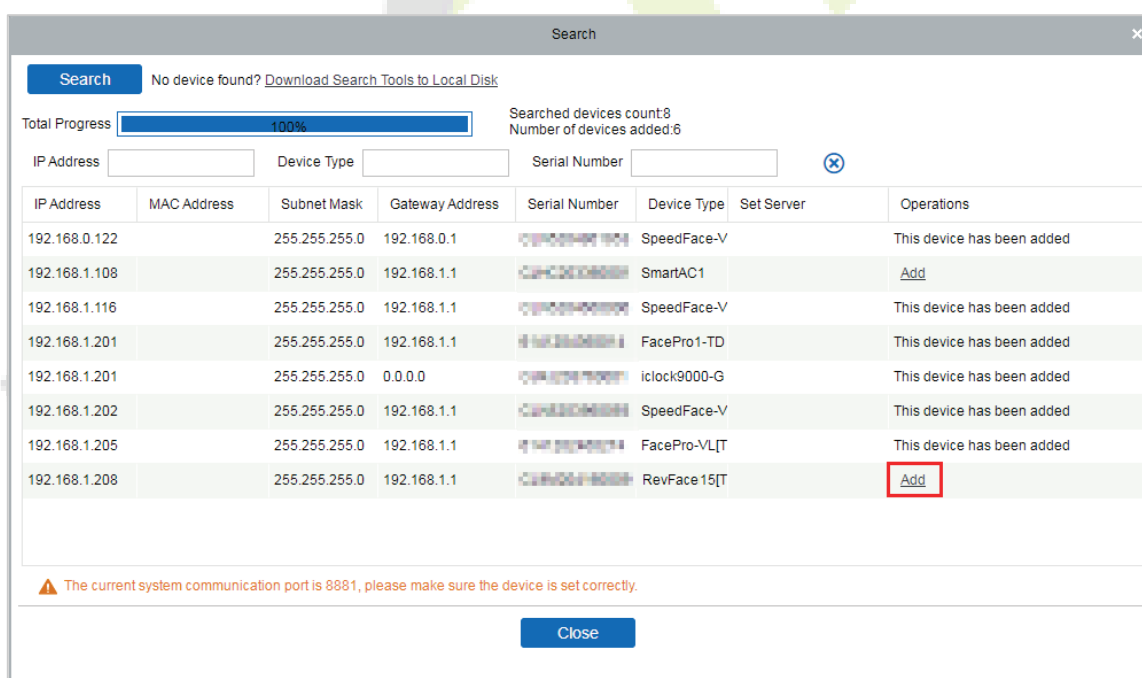 Search
Search No device found? Download Search Tools to Local Disk
Total Progress 100% Searched devices count:8
Number of devices added:6
IP Address Device Type Serial Number
IP Address MAC Address Subnet Mask Gateway Address Serial Number Device Type Set Server Operations
192.168.0.122 255.255.255.0 192.168.0.1 SpeedFace-V This device has been added
192.168.1.108 255.255.255.0 192.168.1.1 SmartAC1 Add
192.168.1.116 255.255.255.0 192.168.1.1 SpeedFace-V This device has been added
192.168.1.201 255.255.255.0 192.168.1.1 FacePro1-TD This device has been added
192.168.1.201 255.255.255.0 0.0.0.0 iclock9000-G This device has been added
192.168.1.202 255.255.255.0 192.168.1.1 SpeedFace-V This device has been added
192.168.1.205 255.255.255.0 192.168.1.1 FacePro-VL[T This device has been added
192.168.1.208 255.255.255.0 192.168.1.1 RevFace15[T Add
The current system communication port is 8881, please make sure the device is set correctly.
Close